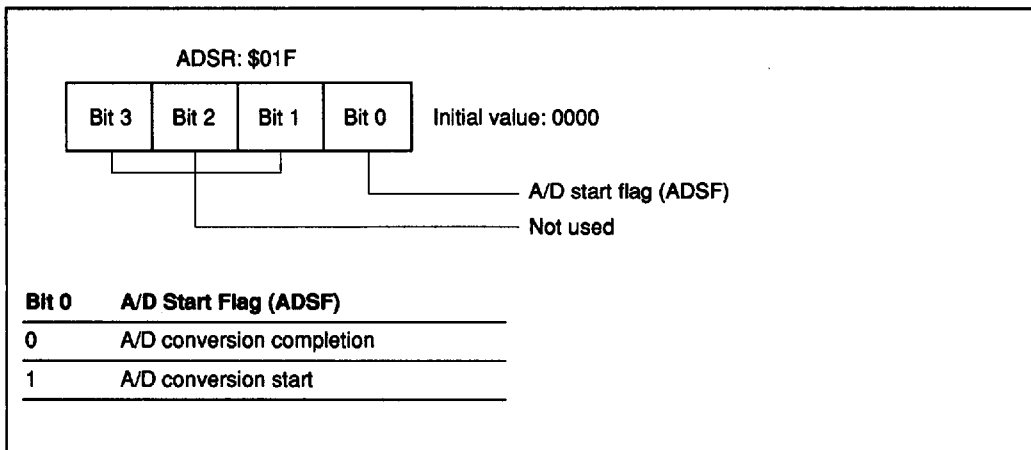 ADSR: $01F
Bit 3 Bit 2 Bit 1 Bit 0 Initial value: 0000
A/D start flag (ADSF)
Not used
Bit 0 A/D Start Flag (ADSF)
0 A/D conversion completion
1 A/D conversion start